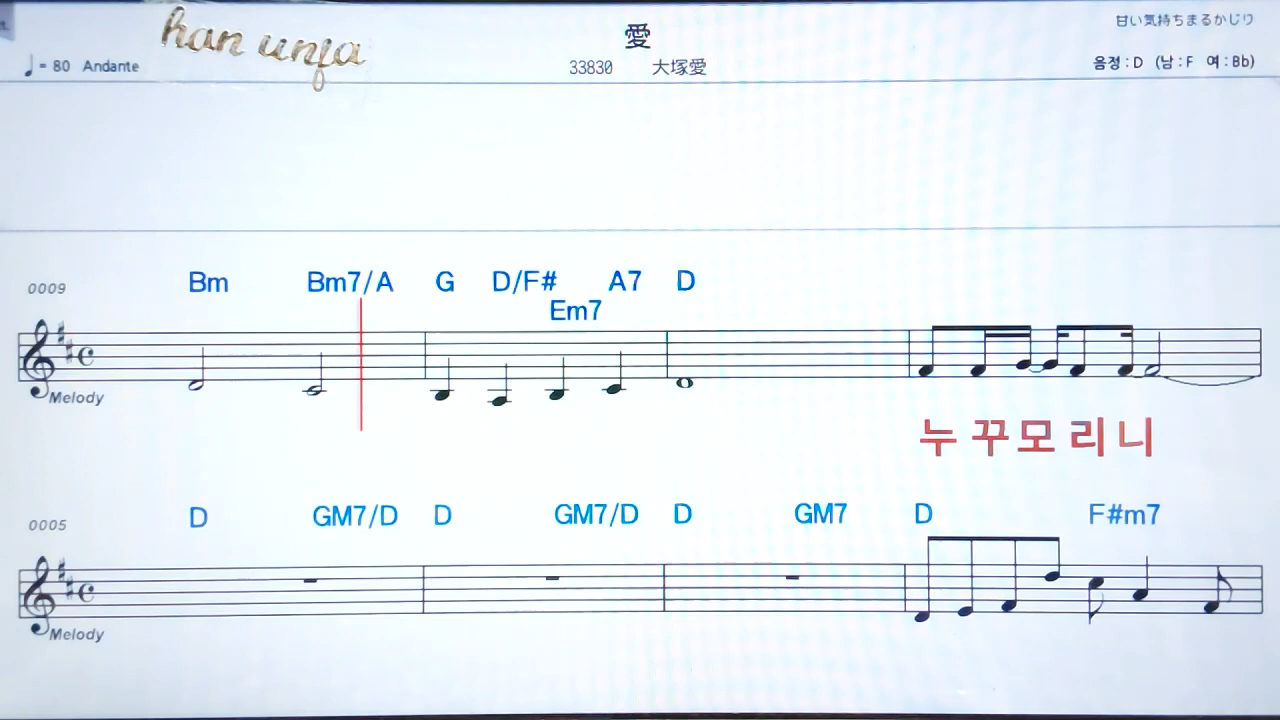 han unfa
愛
甘い気持ちまるかじり
♩= 80 Andante
33830 大塚愛
음정 : D (남 : F 여 : Bb)
0009 Bm Bm7/A G D/F# A7 D
Em7
Melody
누 꾸 모 리 니
0005 D GM7/D D GM7/D D GM7 D F#m7
Melody